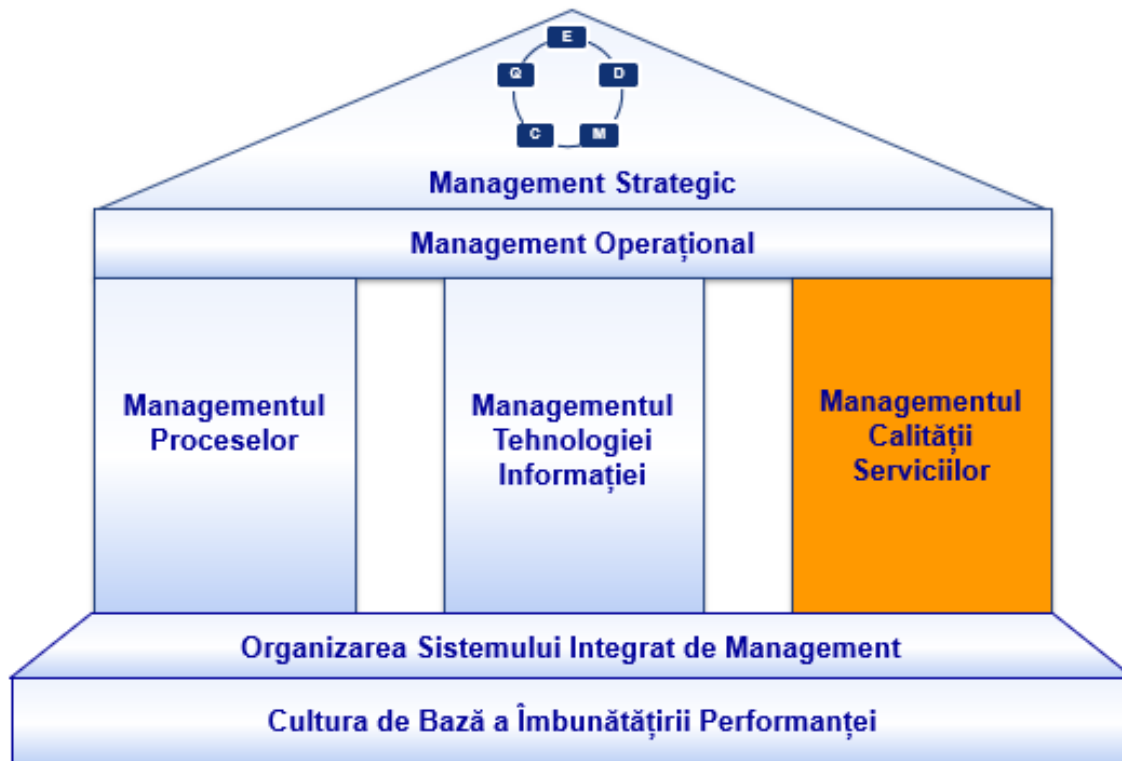 E
Q D
C M
Management Strategic
Management Operațional
Managementul
Proceselor
Managementul
Tehnologiei
Informației
Managementul
Calității
Serviciilor
Organizarea Sistemului Integrat de Management
Cultura de Bază a Îmbunătățirii Performanței